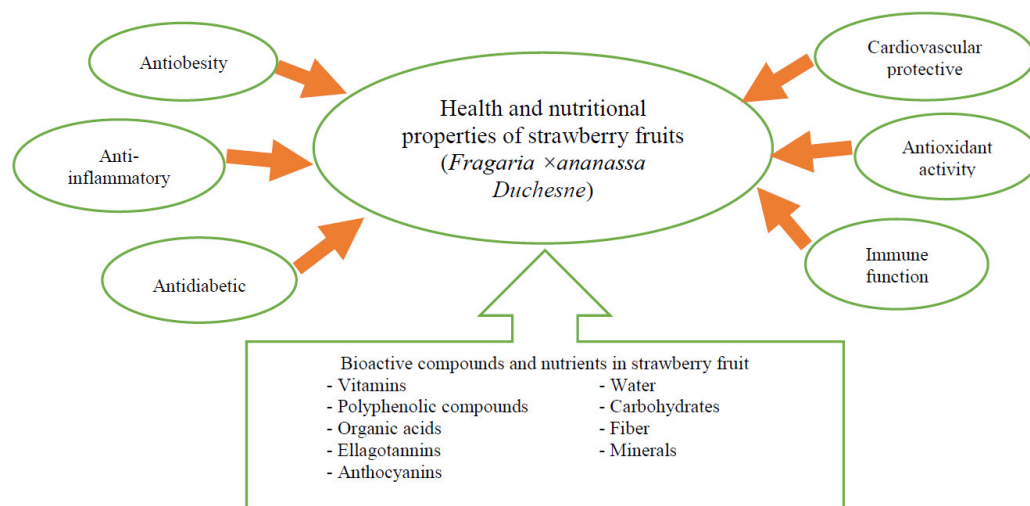 Antiobesity
Anti-
inflammatory
Antidiabetic
Health and nutritional
properties of strawberry fruits
(Fragaria ×ananassa
Duchesne)
Cardiovascular
protective
Antioxidant
activity
Immune
function
Bioactive compounds and nutrients in strawberry fruit
- Vitamins
- Polyphenolic compounds
- Organic acids
- Ellagotannins
- Anthocyanins
- Water
- Carbohydrates
- Fiber
- Minerals